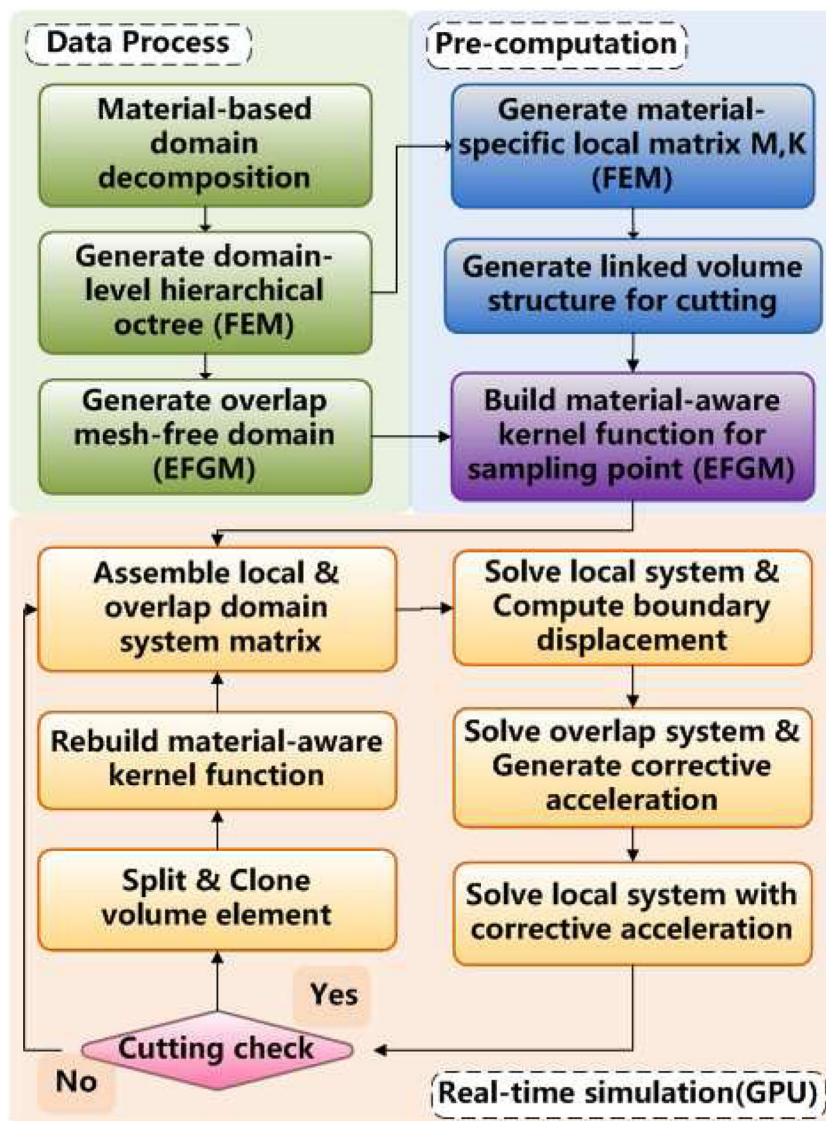 Data Process
Material-based
domain
decomposition
Generate domain-
level hierarchical
octree (FEM)
Generate overlap
mesh-free domain
(EFGM)
Pre-computation
Generate material-
specific local matrix M,K
(FEM)
Generate linked volume
structure for cutting
Build material-aware
kernel function for
sampling point (EFGM)
Assemble local &
overlap domain
system matrix
Solve local system &
Compute boundary
displacement
Rebuild material-aware
kernel function
Solve overlap system &
Generate corrective
acceleration
Split & Clone
volume element
Solve local system with
corrective acceleration
Yes
Cutting check
No
Real-time simulation(GPU)